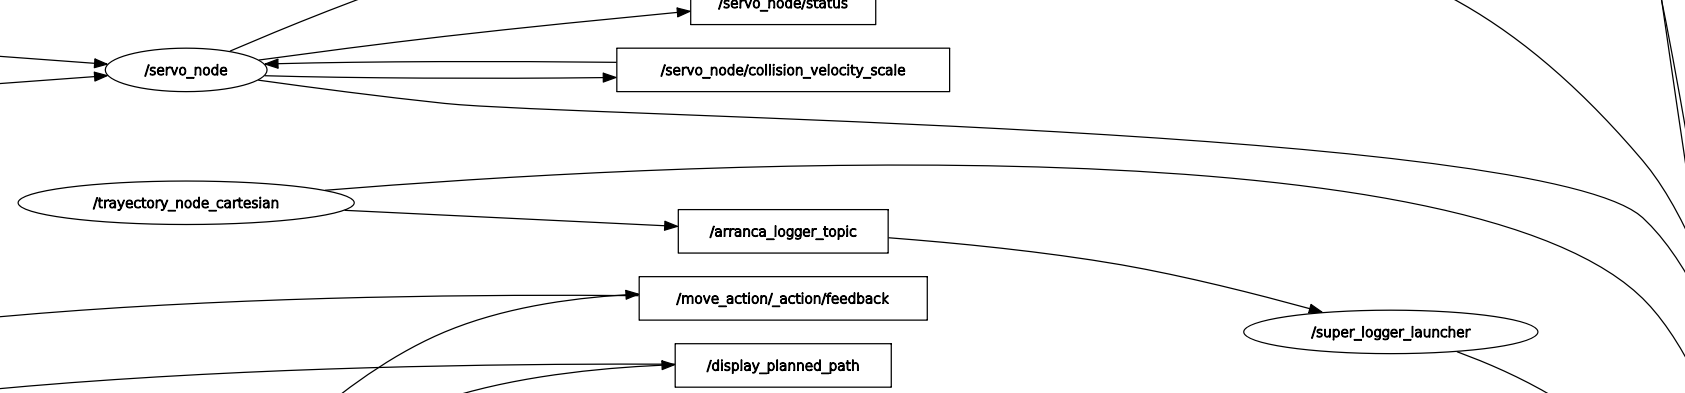 /servo_node/status
/servo_node
/servo_node/collision_velocity_scale
/trayectory_node_cartesian
/arranca_logger_topic
/move_action/_action/feedback
/super_logger_launcher
/display_planned_path